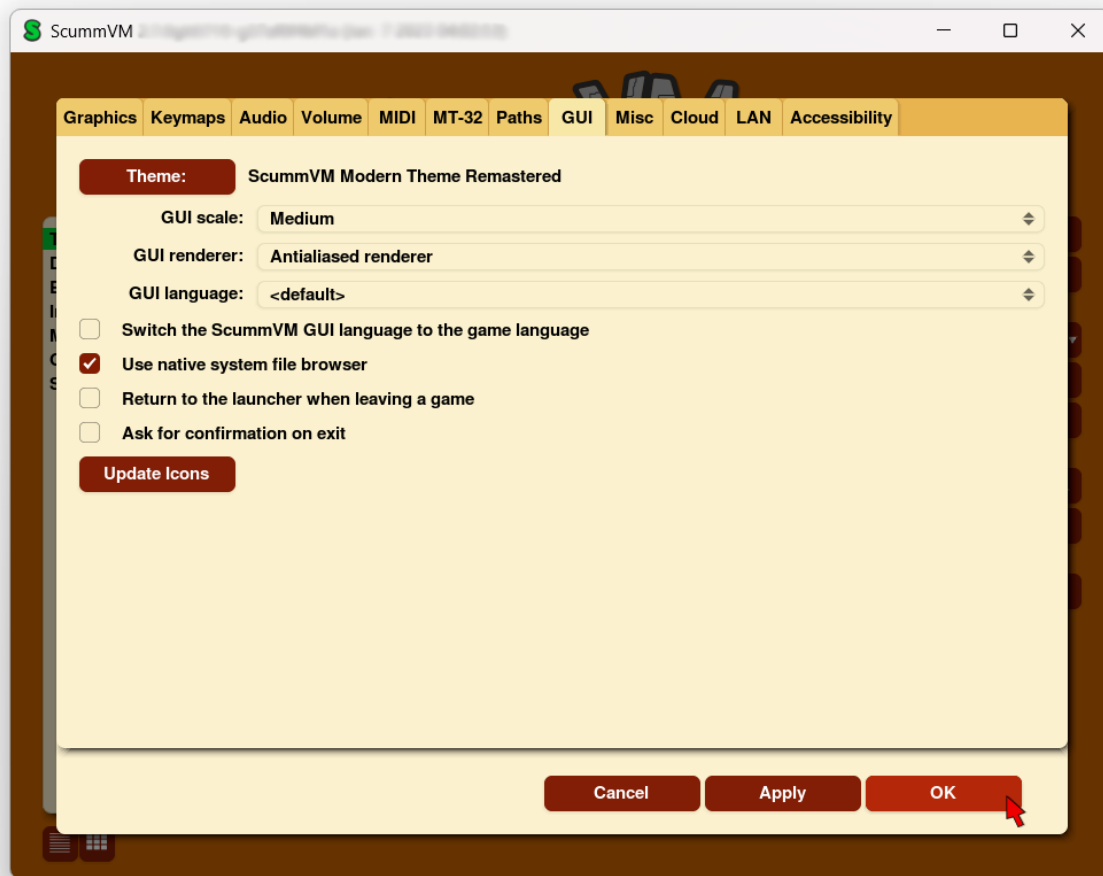 ScummVM
Graphics Keymaps Audio Volume MIDI MT-32 Paths GUI Misc Cloud LAN Accessibility
Theme: ScummVM Modern Theme Remastered
GUI scale: Medium
GUI renderer: Antialiased renderer
GUI language: <default>
Switch the ScummVM GUI language to the game language
Use native system file browser
Return to the launcher when leaving a game
Ask for confirmation on exit
Update Icons
Cancel Apply OK